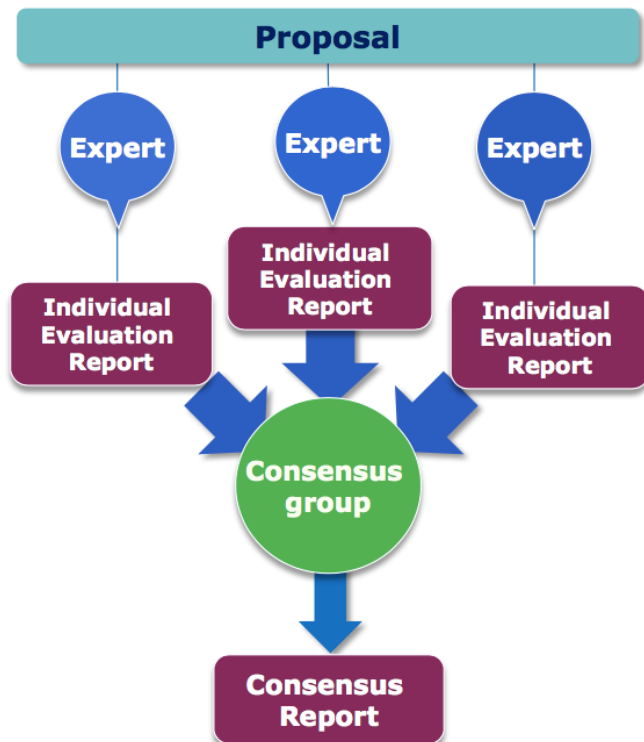 Proposal
Expert
Expert
Expert
Individual
Evaluation
Report
Individual
Evaluation
Report
Individual
Evaluation
Report
Consensus
group
Consensus
Report